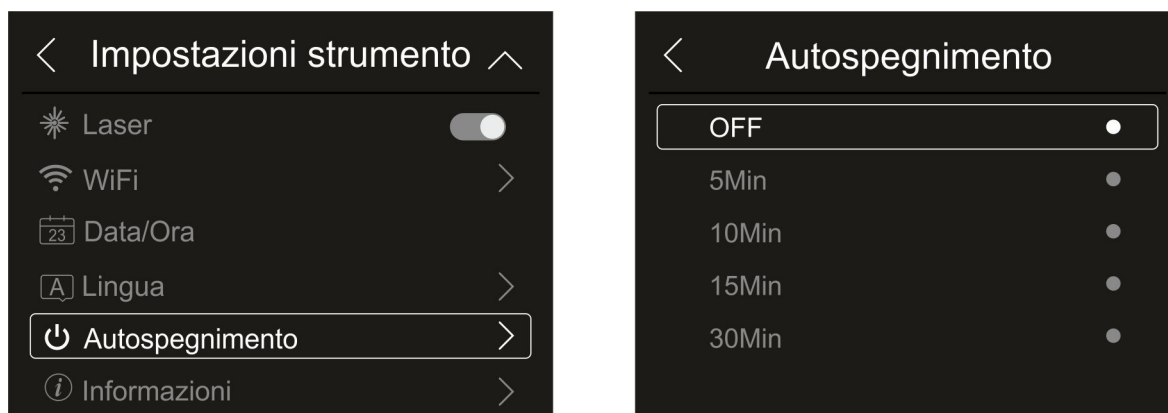 Impostazioni strumento
Laser
WiFi
23 Data/Ora
A Lingua
Autospegnimento
i Informazioni
Autospegnimento
OFF
5Min
10Min
15Min
30Min